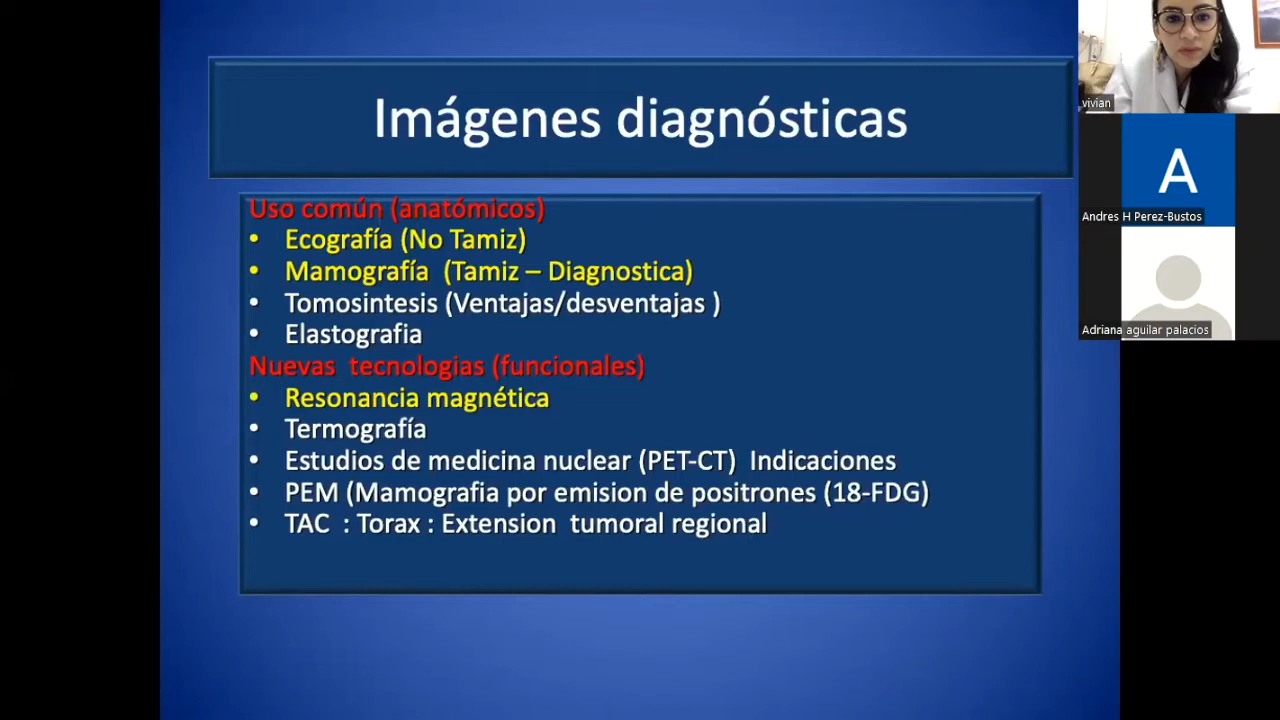 Imágenes diagnósticas
Uso común (anatómicos)
• Ecografía (No Tamiz)
• Mamografía (Tamiz – Diagnostica)
• Tomosintesis (Ventajas/desventajas )
• Elastografia
Nuevas tecnologias (funcionales)
• Resonancia magnética
• Termografía
• Estudios de medicina nuclear (PET-CT) Indicaciones
• PEM (Mamografia por emision de positrones (18-FDG)
• TAC : Torax : Extension tumoral regional
vivian
A
Andres H Perez-Bustos
Adriana aguilar palacios